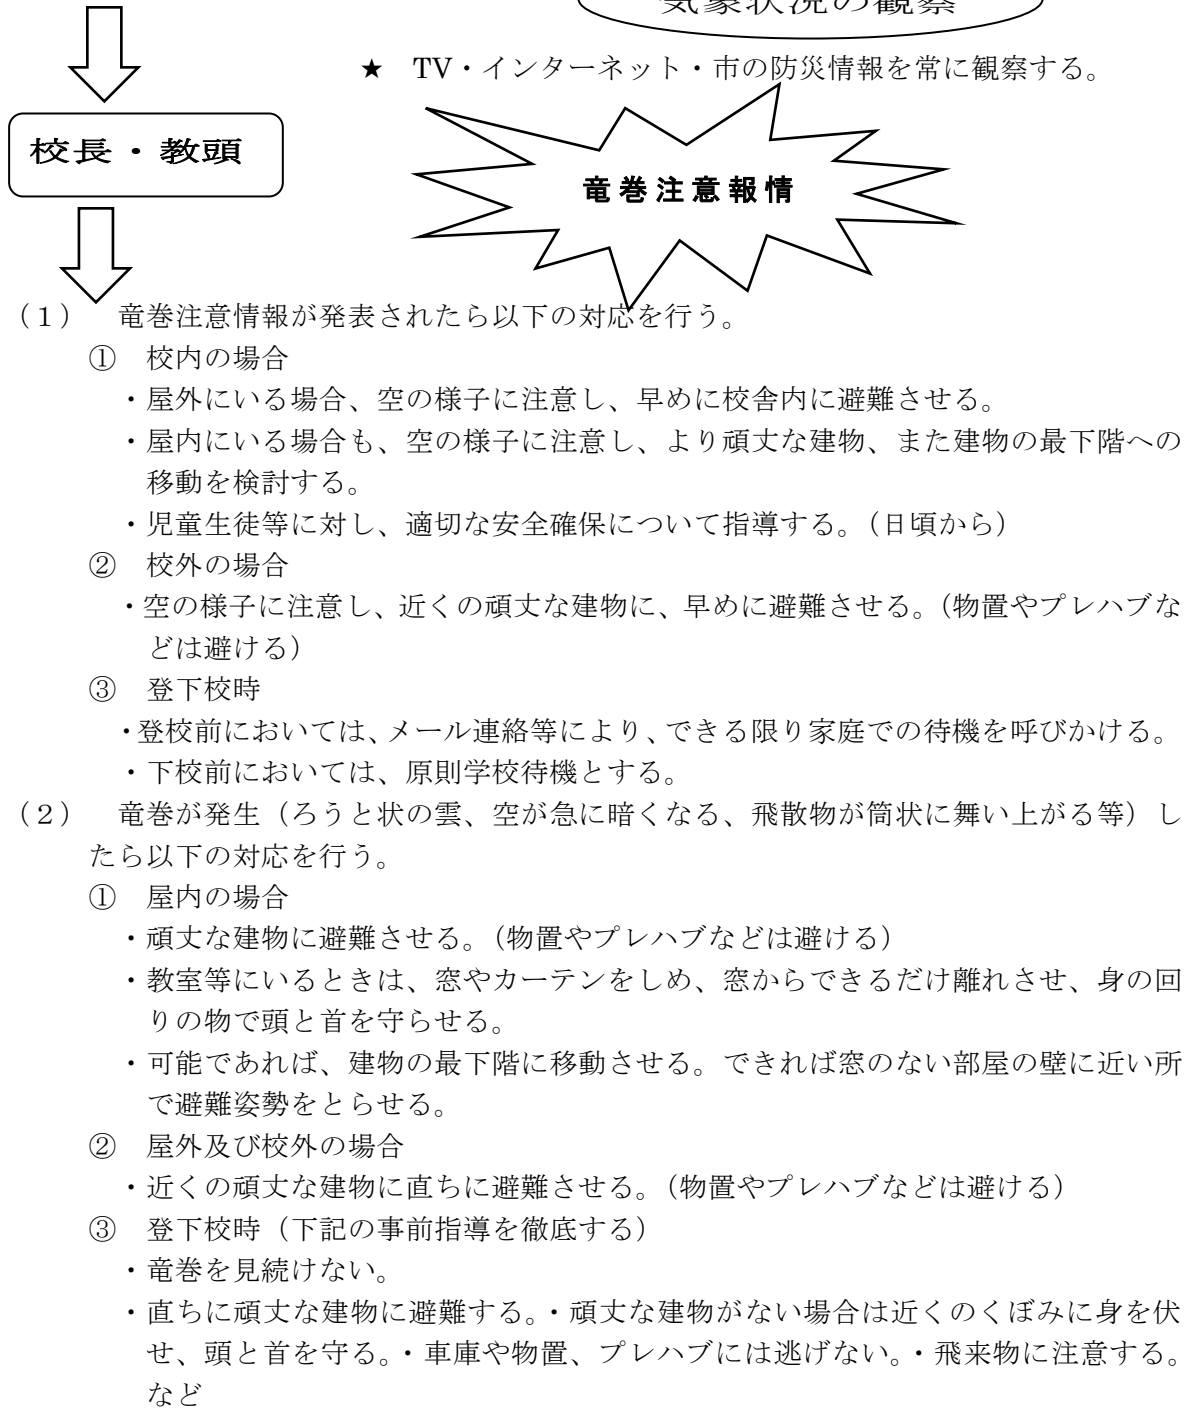 気象状況の観察
★　TV・インターネット・市の防災情報を常に観察する。
校長・教頭
竜巻注意報情
（１）　竜巻注意情報が発表されたら以下の対応を行う。
①　校内の場合
・屋外にいる場合、空の様子に注意し、早めに校舎内に避難させる。
・屋内にいる場合も、空の様子に注意し、より頑丈な建物、また建物の最下階への
移動を検討する。
・児童生徒等に対し、適切な安全確保について指導する。（日頃から）
②　校外の場合
・空の様子に注意し、近くの頑丈な建物に、早めに避難させる。（物置やプレハブな
どは避ける）
③　登下校時
・登校前においては、メール連絡等により、できる限り家庭での待機を呼びかける。
・下校前においては、原則学校待機とする。
（２）　竜巻が発生（ろうと状の雲、空が急に暗くなる、飛散物が筒状に舞い上がる等）し
たら以下の対応を行う。
①　屋内の場合
・頑丈な建物に避難させる。（物置やプレハブなどは避ける）
・教室等にいるときは、窓やカーテンをしめ、窓からできるだけ離れさせ、身の回
りの物で頭と首を守らせる。
・可能であれば、建物の最下階に移動させる。できれば窓のない部屋の壁に近い所
で避難姿勢をとらせる。
②　屋外及び校外の場合
・近くの頑丈な建物に直ちに避難させる。（物置やプレハブなどは避ける）
③　登下校時（下記の事前指導を徹底する）
・竜巻を見続けない。
・直ちに頑丈な建物に避難する。・頑丈な建物がない場合は近くのくぼみに身を伏
せ、頭と首を守る。・車庫や物置、プレハブには逃げない。・飛来物に注意する。
など